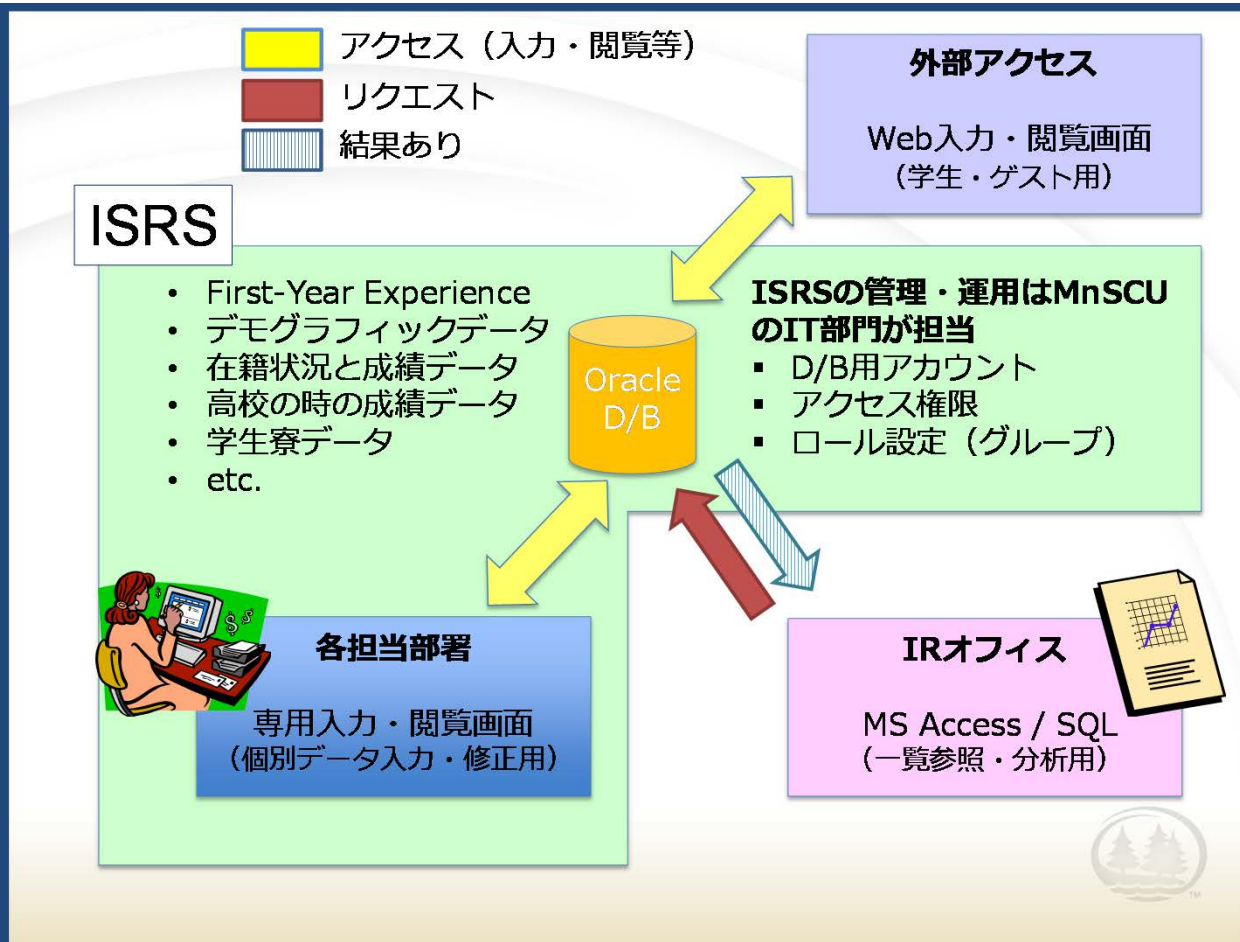 アクセス（入力・閲覧等）
リクエスト
結果あり
外部アクセス
Web入力・閲覧画面
（学生・ゲスト用）
ISRS
• First-Year Experience
• デモグラフィックデータ
• 在籍状況と成績データ
• 高校の時の成績データ
• 学生寮データ
• etc.
Oracle
D/B
ISRSの管理・運用はMnSCU
のIT部門が担当
▪ D/B用アカウント
▪ アクセス権限
▪ ロール設定（グループ）
各担当部署
専用入力・閲覧画面
（個別データ入力・修正用）
IRオフィス
MS Access / SQL
（一覧参照・分析用）
TM